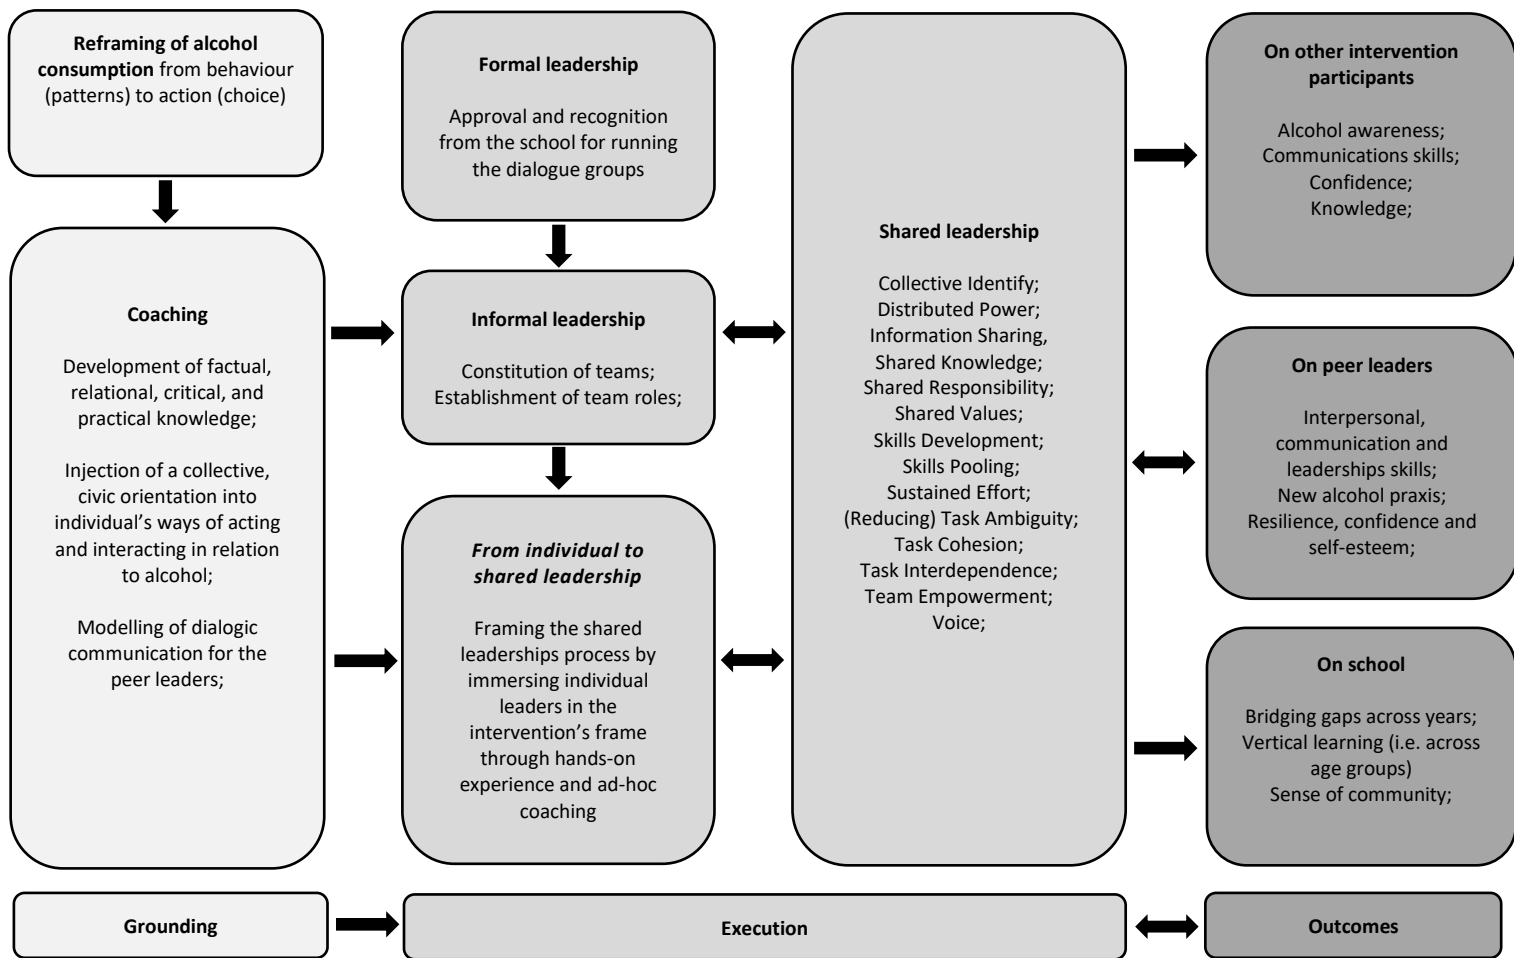 Reframing of alcohol
consumption from behaviour
(patterns) to action (choice)
Coaching
Development of factual,
relational, critical, and
practical knowledge;
Injection of a collective,
civic orientation into
individual’s ways of acting
and interacting in relation
to alcohol;
Modelling of dialogic
communication for the
peer leaders;
Formal leadership
Approval and recognition
from the school for running
the dialogue groups
Informal leadership
Constitution of teams;
Establishment of team roles;
From individual to
shared leadership
Framing the shared
leaderships process by
immersing individual
leaders in the
intervention’s frame
through hands-on
experience and ad-hoc
coaching
Shared leadership
Collective Identify;
Distributed Power;
Information Sharing,
Shared Knowledge;
Shared Responsibility;
Shared Values;
Skills Development;
Skills Pooling;
Sustained Effort;
(Reducing) Task Ambiguity;
Task Cohesion;
Task Interdependence;
Team Empowerment;
Voice;
On other intervention
participants
Alcohol awareness;
Communications skills;
Confidence;
Knowledge;
On peer leaders
Interpersonal,
communication and
leaderships skills;
New alcohol praxis;
Resilience, confidence and
self-esteem;
On school
Bridging gaps across years;
Vertical learning (i.e. across
age groups)
Sense of community;
Grounding
Execution
Outcomes